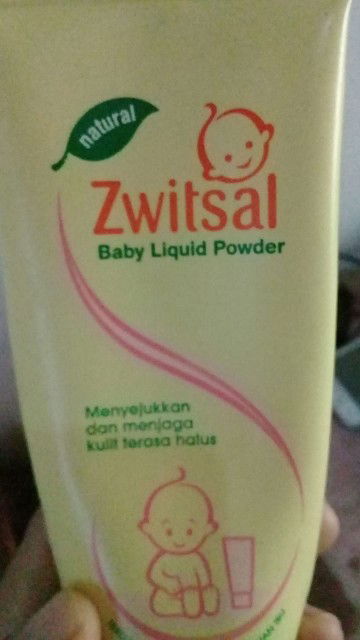 natural
Zwitsal
Baby Liquid Powder
Menyejukkan
dan menjaga
kulit terasa halus